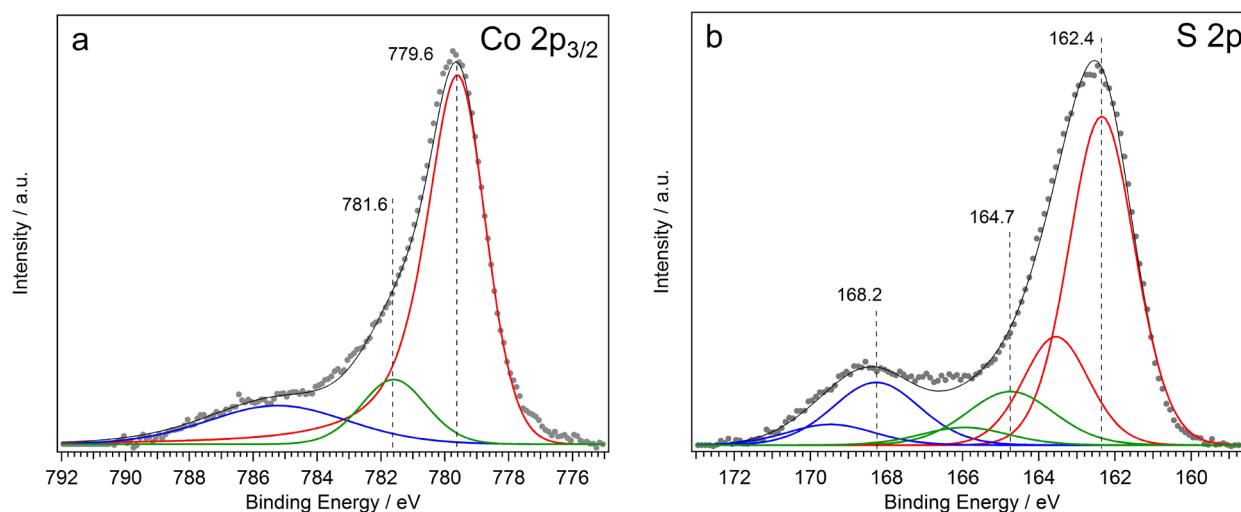 a
Co 2p3/2
779.6
781.6
Intensity / a.u.
792 790 788 786 784 782 780 778 776
Binding Energy / eV
b
S 2p
162.4
164.7
168.2
Intensity / a.u.
172 170 168 166 164 162 160
Binding Energy / eV